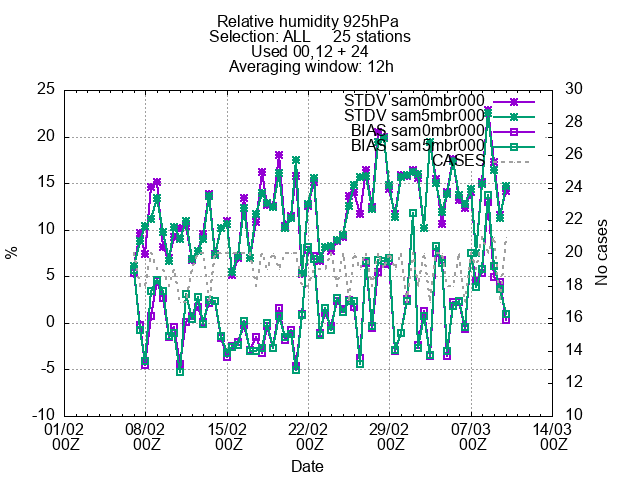 Relative humidity 925hPa
Selection: ALL 25 stations
Used 00,12 + 24
Averaging window: 12h
25
20
15
10
5
0
-5
-10
%
STDV sam0mbr000
STDV sam5mbr000
BIAS sam0mbr000
BIAS sam5mbr000
CASES
30
28
26
24
22
20
18
16
14
12
10
No cases
01/02 08/02 15/02 22/02 29/02 07/03 14/03
00Z 00Z 00Z 00Z 00Z 00Z 00Z
Date